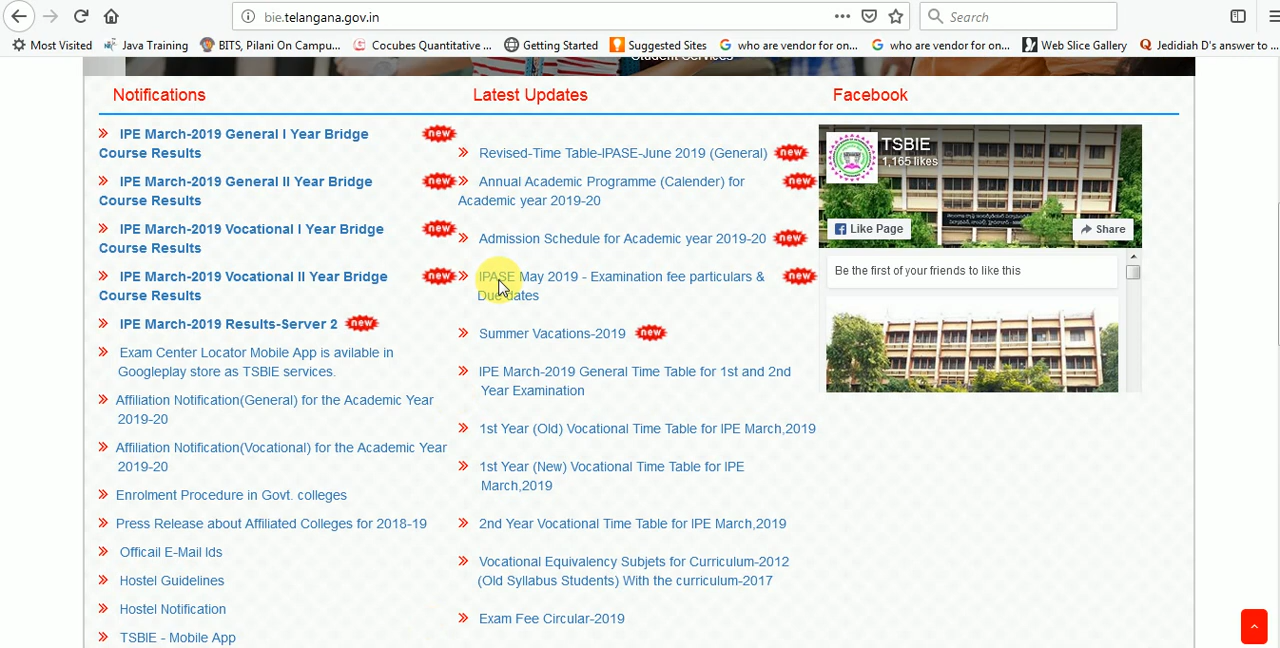 bie.telangana.gov.in
Search
Most Visited
Java Training
BITS, Pilani On Campu...
Cocubes Quantitative ...
Getting Started
Suggested Sites
who are vendor for on...
who are vendor for on...
Web Slice Gallery
Jedidiah D's answer to ...
Student Services
Notifications
IPE March-2019 General I Year Bridge
Course Results
new
IPE March-2019 General II Year Bridge
Course Results
new
IPE March-2019 Vocational I Year Bridge
Course Results
new
IPE March-2019 Vocational II Year Bridge
Course Results
new
IPE March-2019 Results-Server 2
new
Exam Center Locator Mobile App is avilable in
Googleplay store as TSBIE services.
Affiliation Notification(General) for the Academic Year
2019-20
Affiliation Notification(Vocational) for the Academic Year
2019-20
Enrolment Procedure in Govt. colleges
Press Release about Affiliated Colleges for 2018-19
Officail E-Mail Ids
Hostel Guidelines
Hostel Notification
TSBIE - Mobile App
Latest Updates
Revised-Time Table-IPASE-June 2019 (General)
new
Annual Academic Programme (Calender) for
Academic year 2019-20
new
Admission Schedule for Academic year 2019-20
new
IPASE May 2019 - Examination fee particulars &
Due dates
new
Summer Vacations-2019
new
IPE March-2019 General Time Table for 1st and 2nd
Year Examination
1st Year (Old) Vocational Time Table for IPE March,2019
1st Year (New) Vocational Time Table for IPE
March,2019
2nd Year Vocational Time Table for IPE March,2019
Vocational Equivalency Subjets for Curriculum-2012
(Old Syllabus Students) With the curriculum-2017
Exam Fee Circular-2019
Facebook
TSBIE
1,165 likes
Like Page
Share
Be the first of your friends to like this